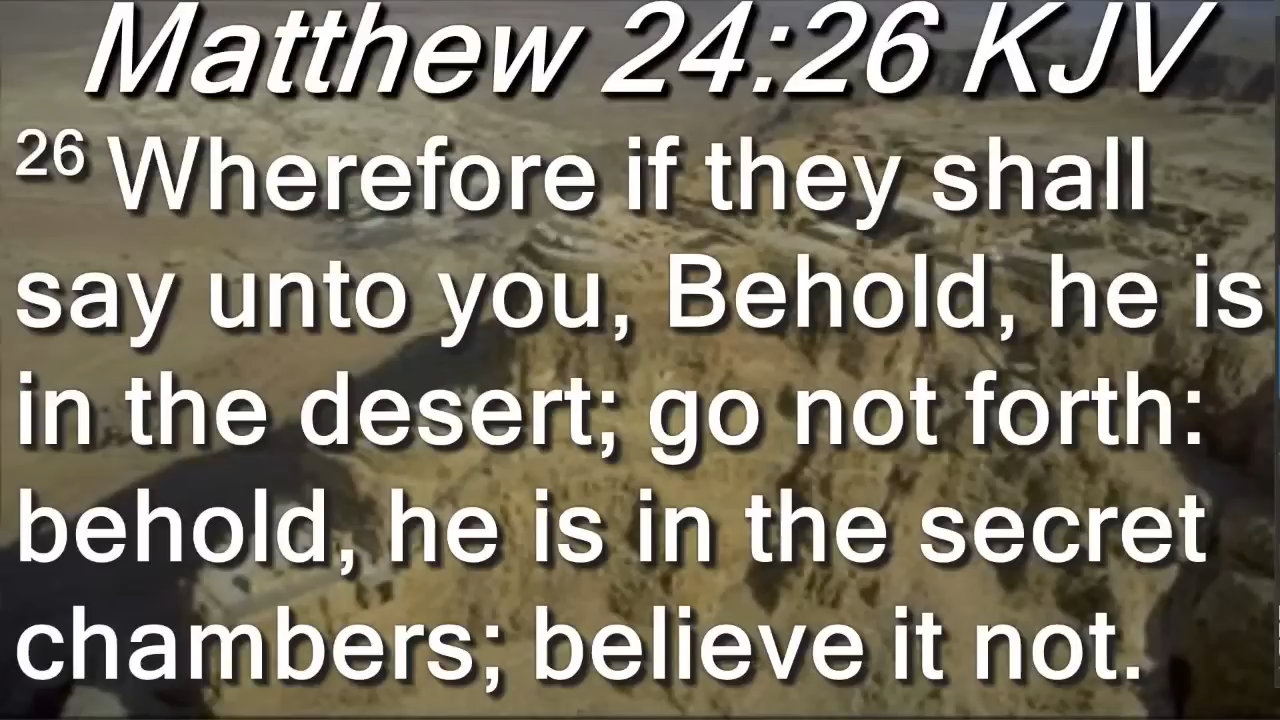 Matthew 24:26 KJV
26 Wherefore if they shall
say unto you, Behold, he is
in the desert; go not forth:
behold, he is in the secret
chambers; believe it not.